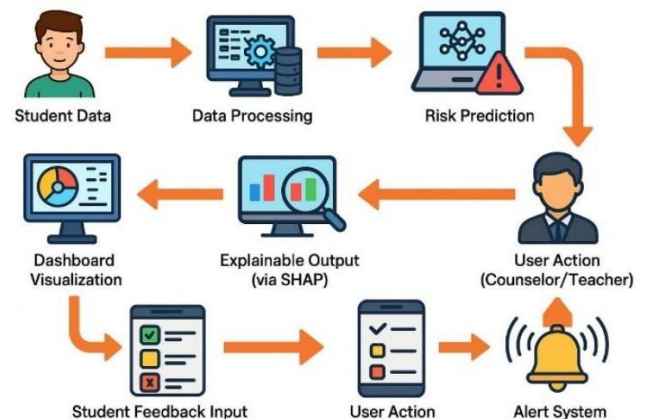 Student Data
Data Processing
Risk Prediction
Dashboard
Visualization
Explainable Output
(via SHAP)
User Action
(Counselor/Teacher)
Student Feedback Input
User Action
Alert System